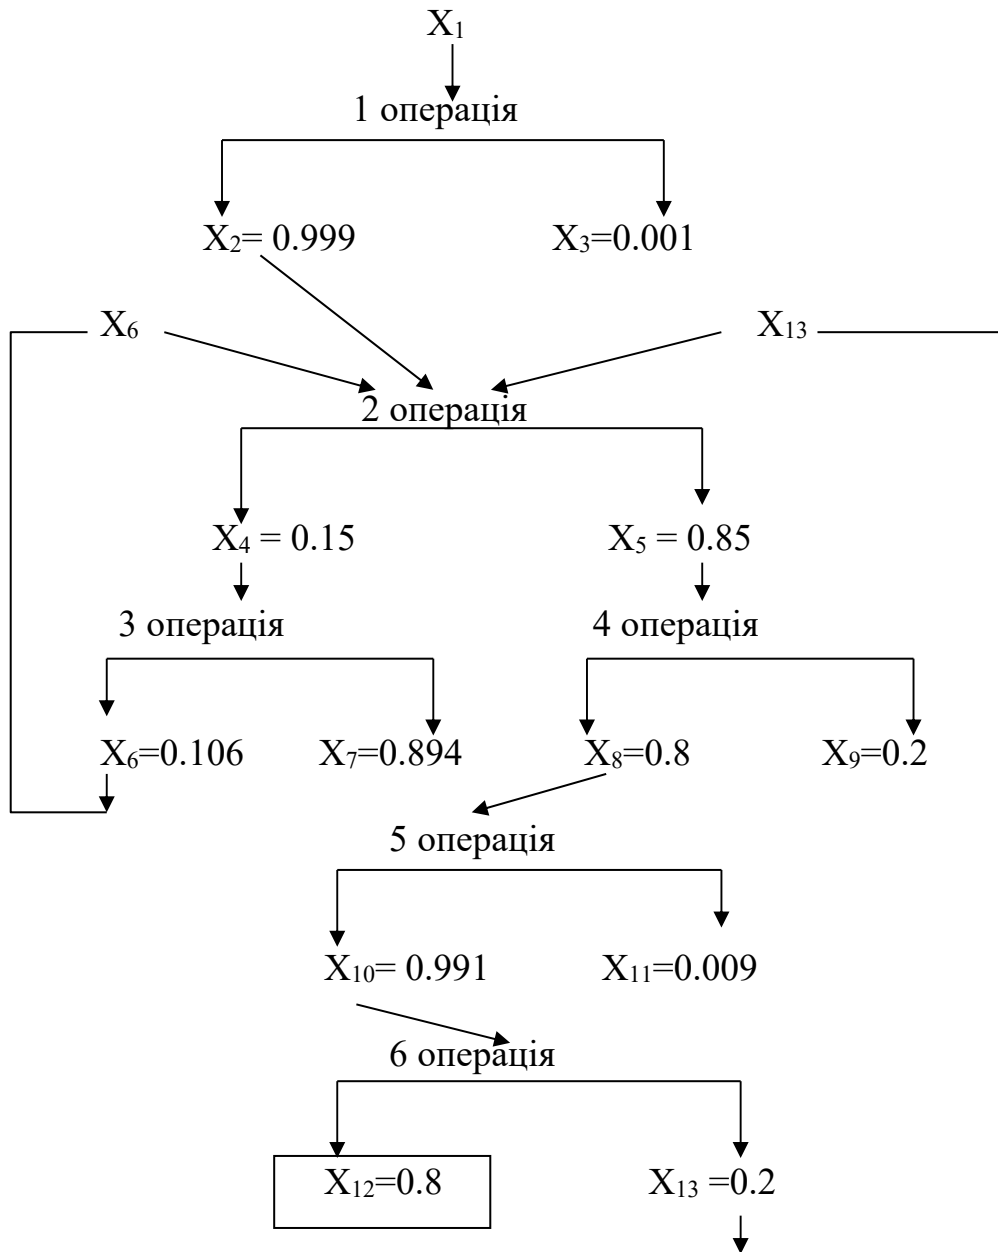 X₁
1 операція
X₂= 0.999 X₃=0.001
X₆ X₁₃
2 операція
X₄ = 0.15 X₅ = 0.85
3 операція 4 операція
X₆=0.106 X₇=0.894 X₈=0.8 X₉=0.2
5 операція
X₁₀= 0.991 X₁₁=0.009
6 операція
X₁₂=0.8 X₁₃ =0.2